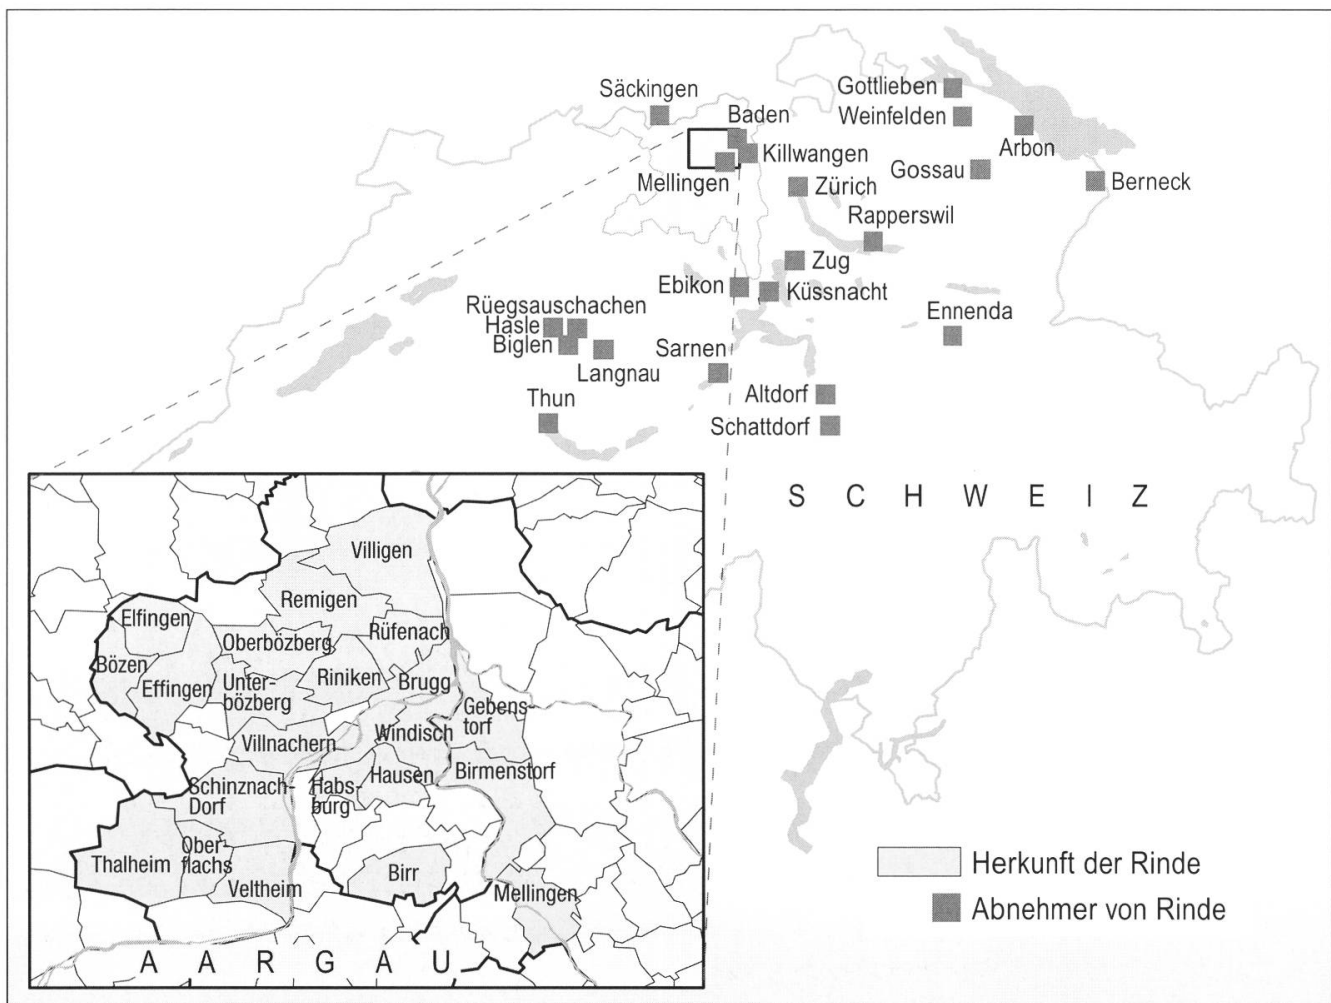 Säckingen
Gottlieben
Baden
Weinfelden
Killwangen
Arbon
Mellingen
Gossau
Zürich
Berneck
Rapperswil
Zug
Ebikon
Küssnacht
Rüegsauschachen
Ennenda
Hasle
Biglen
Sarnen
Langnau
Thun
Altdorf
Schattdorf
SCHWEIZ
Villigen
Remigen
Elfingen
Rüfenach
Oberbözberg
Bözen
Riniken
Brugg
Effingen
Unter-
bözberg
Gebens-
torf
Villnachern
Windisch
Hausen
Birmenstorf
Schinznach-
Dorf
Habs-
burg
Ober-
flachs
Thalheim
Birr
Veltheim
Mellingen
AARGAU
Herkunft der Rinde
Abnehmer von Rinde